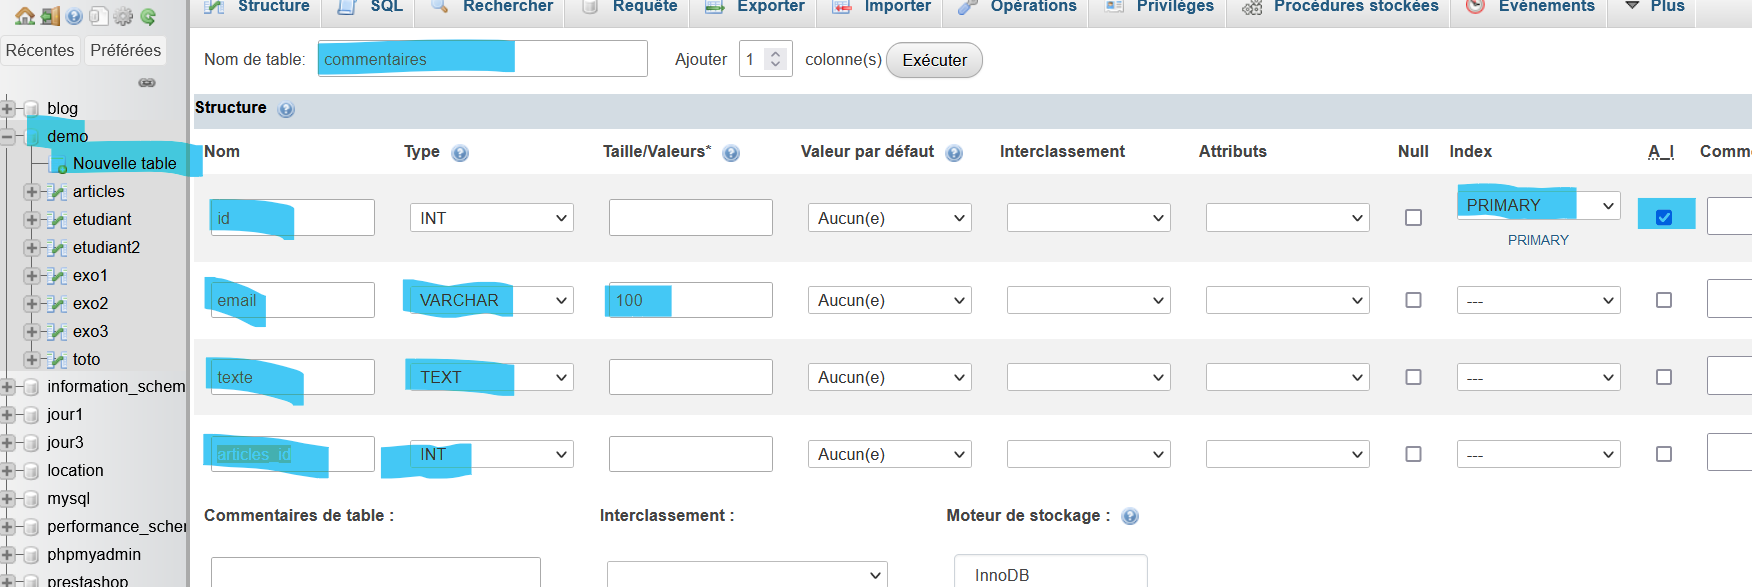 Structure SQL Rechercher Requête Exporter Importer Opérations Privilèges Procédures stockées Évènements Plus
Récentes Préférées
Nom de table: commentaires Ajouter 1 colonne(s) Exécuter
Structure
Nom Type Taille/Valeurs* Valeur par défaut Interclassement Attributs Null Index A_I Comm
id INT Aucun(e) PRIMARY
PRIMARY
email VARCHAR 100 Aucun(e) ---
texte TEXT Aucun(e) ---
articles_id INT Aucun(e) ---
Commentaires de table : Interclassement : Moteur de stockage :
InnoDB
blog
demo
Nouvelle table
articles
etudiant
etudiant2
exo1
exo2
exo3
toto
information_schem
jour1
jour3
location
mysql
performance_scher
phpmyadmin
prestashop